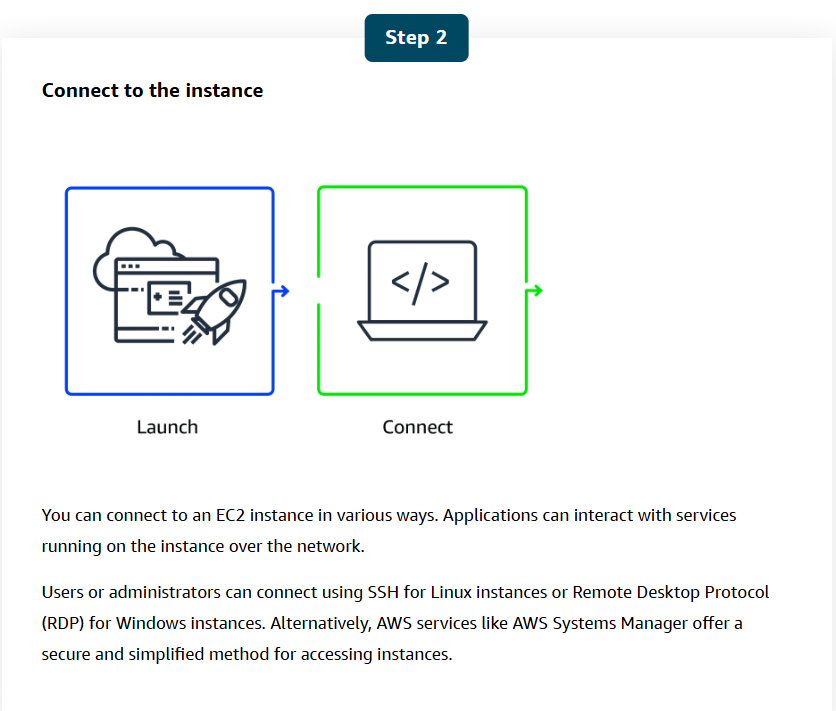 Step 2
Connect to the instance
</>
Launch
Connect
You can connect to an EC2 instance in various ways. Applications can interact with services
running on the instance over the network.
Users or administrators can connect using SSH for Linux instances or Remote Desktop Protocol
(RDP) for Windows instances. Alternatively, AWS services like AWS Systems Manager offer a
secure and simplified method for accessing instances.